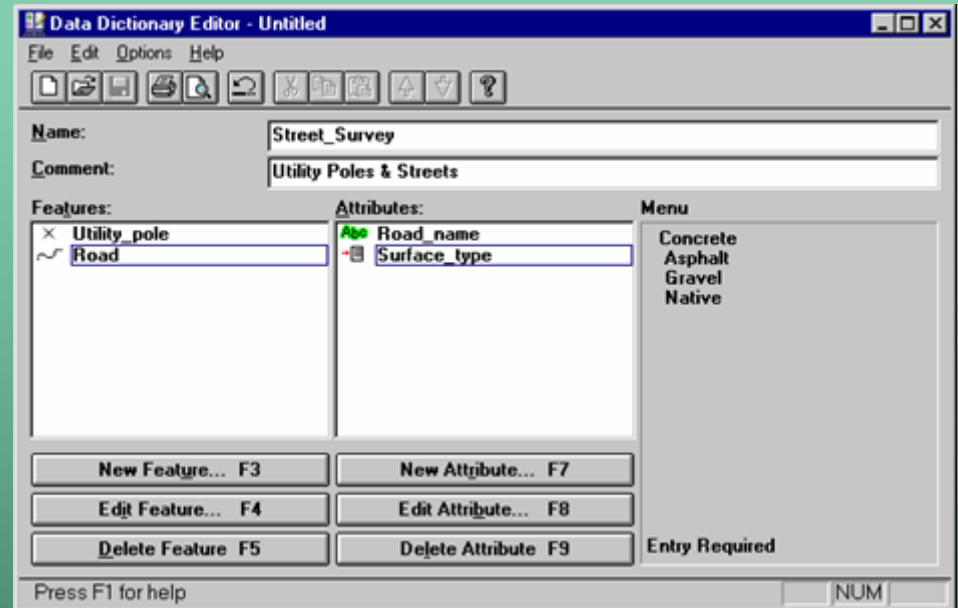 Data Dictionary Editor - Untitled
File Edit Options Help
Name: Street_Survey
Comment: Utility Poles & Streets
Features: Attributes: Menu
Utility_pole Abc Road_name Concrete
Road Surface_type Asphalt
Gravel
Native
New Feature... F3 New Attribute... F7
Edit Feature... F4 Edit Attribute... F8
Delete Feature F5 Delete Attribute F9 Entry Required
Press F1 for help NUM